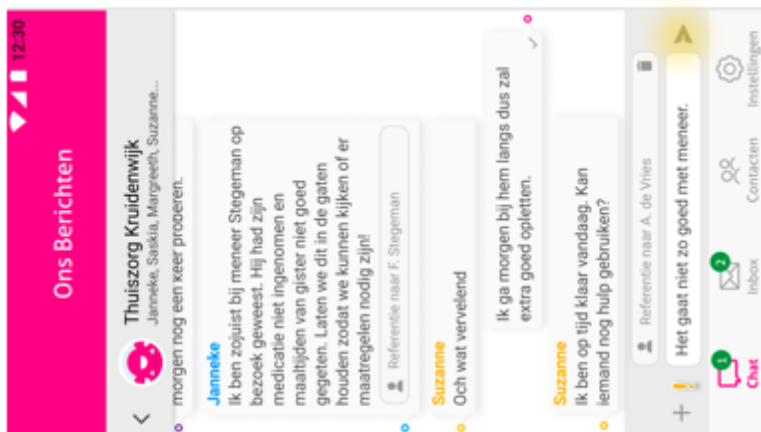 12:30
Ons Berichten
Thuiszorg Kruidenwijk
Janneke, Saskia, Margreeth, Suzanne...
morgen nog een keer proberen.
Janneke
Ik ben zojuist bij meneer Stegeman op
bezoek geweest. Hij had zijn
medicatie niet ingenomen en
maaltijden van gister niet goed
gegeten. Laten we dit in de gaten
houden zodat we kunnen kijken of er
maatregelen nodig zijn!
Referentie naar F. Stegeman
Suzanne
Och wat vervelend
Ik ga morgen bij hem langs dus zal
extra goed opletten.
Suzanne
Ik ben op tijd klaar vandaag. Kan
iemand nog hulp gebruiken?
Referentie naar A. de Vries
Het gaat niet zo goed met meneer.
1
2
Chat
Inbox
Contacten
Instellingen